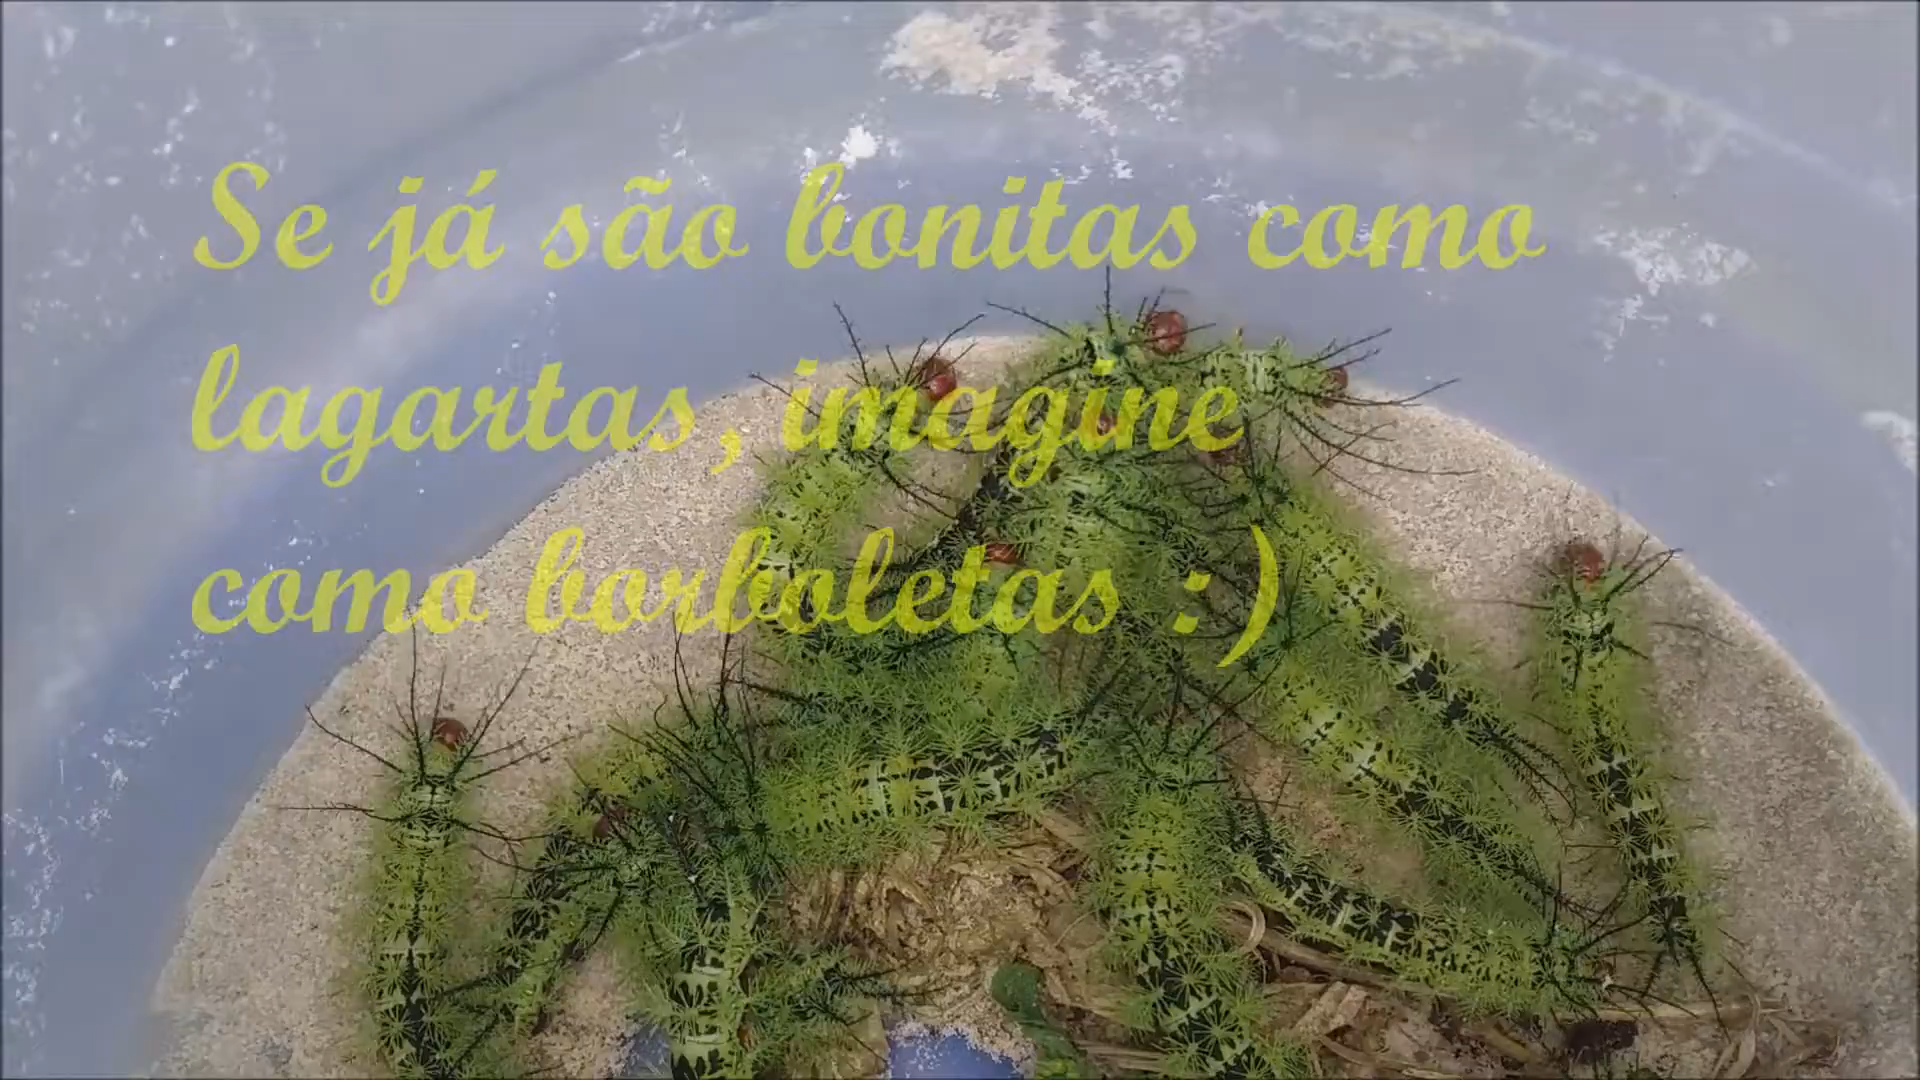 Se já são bonitas como
lagartas, imagine
como borboletas :)